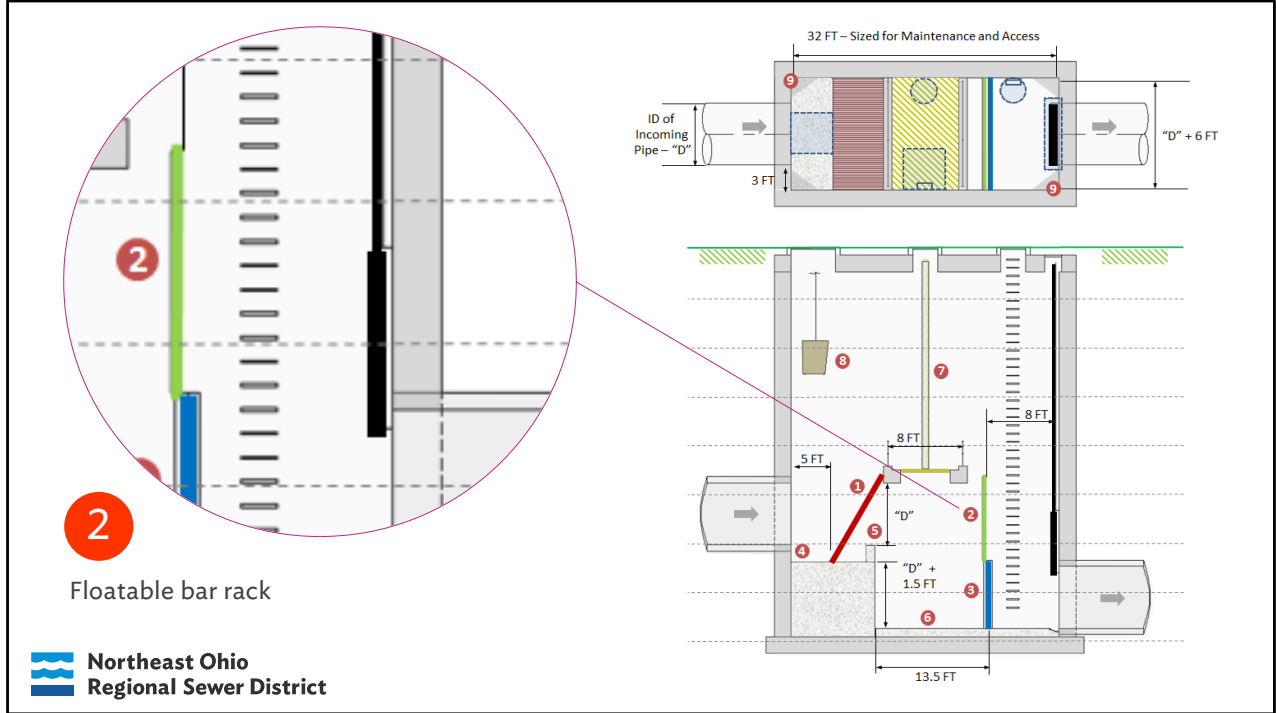 2
2
Floatable bar rack
Northeast Ohio
Regional Sewer District
32 FT – Sized for Maintenance and Access
9
ID of
Incoming
Pipe – “D”
“D” + 6 FT
3 FT
9
8
7
8 FT
8 FT
5 FT
1
2
“D”
5
4
“D” +
1.5 FT
3
6
13.5 FT